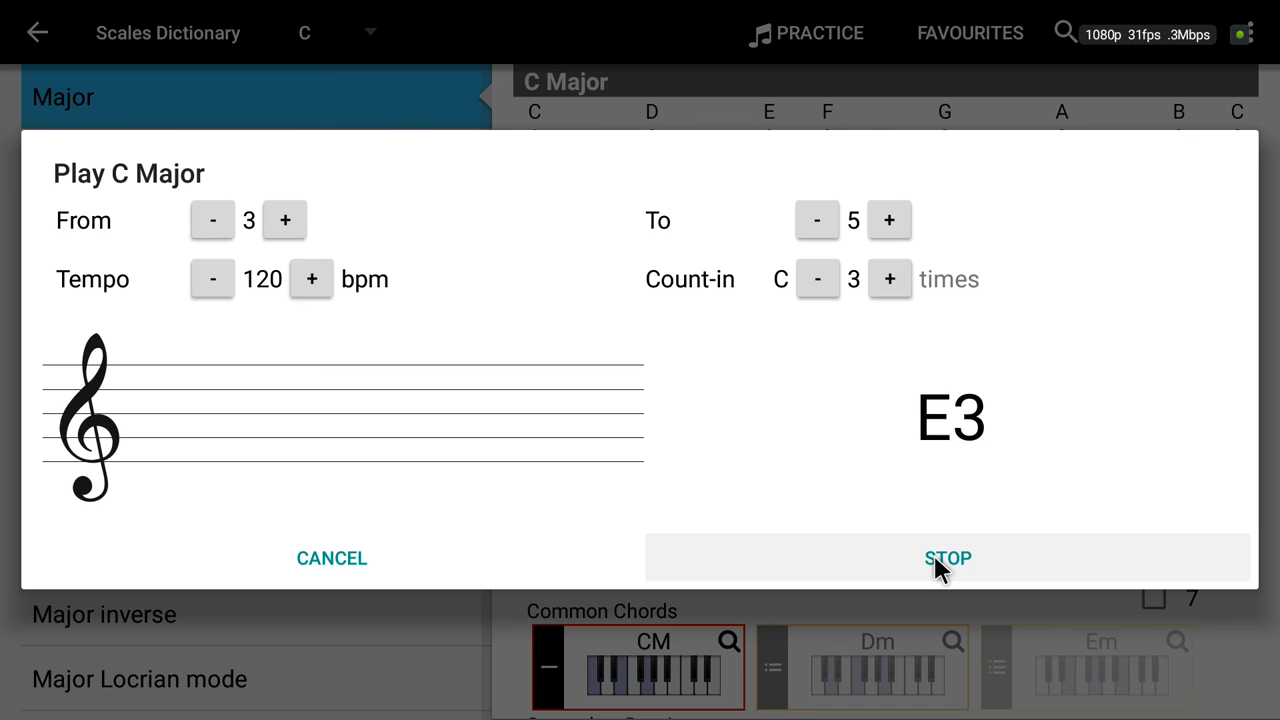 Scales Dictionary C PRACTICE FAVOURITES 1080p 31fps .3Mbps
Major
C Major
C D E F G A B C
Play C Major
From - 3 + To - 5 +
Tempo - 120 + bpm Count-in C - 3 + times
E3
CANCEL STOP
Major inverse
7
Common Chords
CM Dm Em
Major Locrian mode